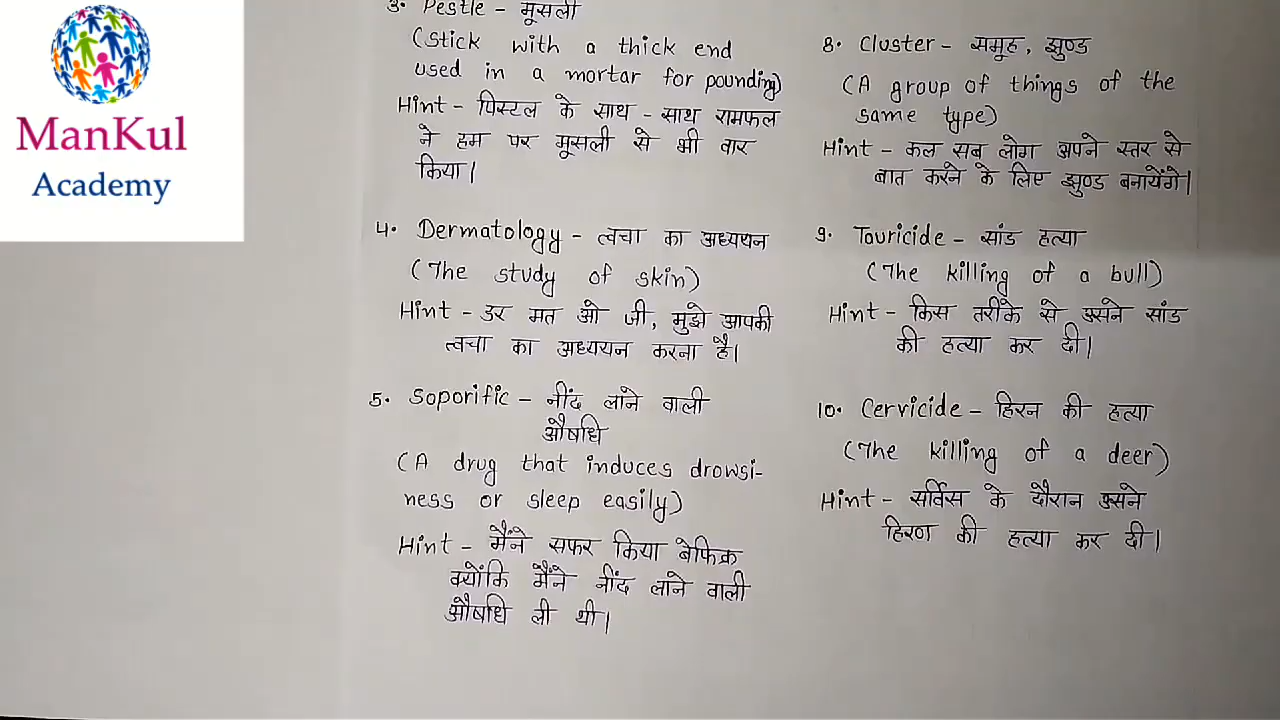 ManKul
Academy
3. Pestle - मूसली
(Stick with a thick end
used in a mortar for pounding)
Hint - पिस्टल के साथ - साथ रामफल
ने हम पर मूसली से भी वार
किया।
4. Dermatology - त्वचा का अध्ययन
(The study of skin)
Hint - डर मत ओ जी, मुझे आपकी
त्वचा का अध्ययन करना है।
5. Soporific - नींद लाने वाली
औषधि
(A drug that induces drowsi-
ness or sleep easily)
Hint - मैंने सफर किया बेफिक्र
क्योंकि मैंने नींद लाने वाली
औषधि ली थी।
8. Cluster - समूह, झुण्ड
(A group of things of the
same type)
Hint - कल सब लोग अपने स्तर से
बात करने के लिए झुण्ड बनायेंगे।
9. Tauricide - सांड हत्या
(The killing of a bull)
Hint - किस तरीके से उसने सांड
की हत्या कर दी।
10. Cervicide - हिरन की हत्या
(The killing of a deer)
Hint - सर्विस के दौरान उसने
हिरण की हत्या कर दी।